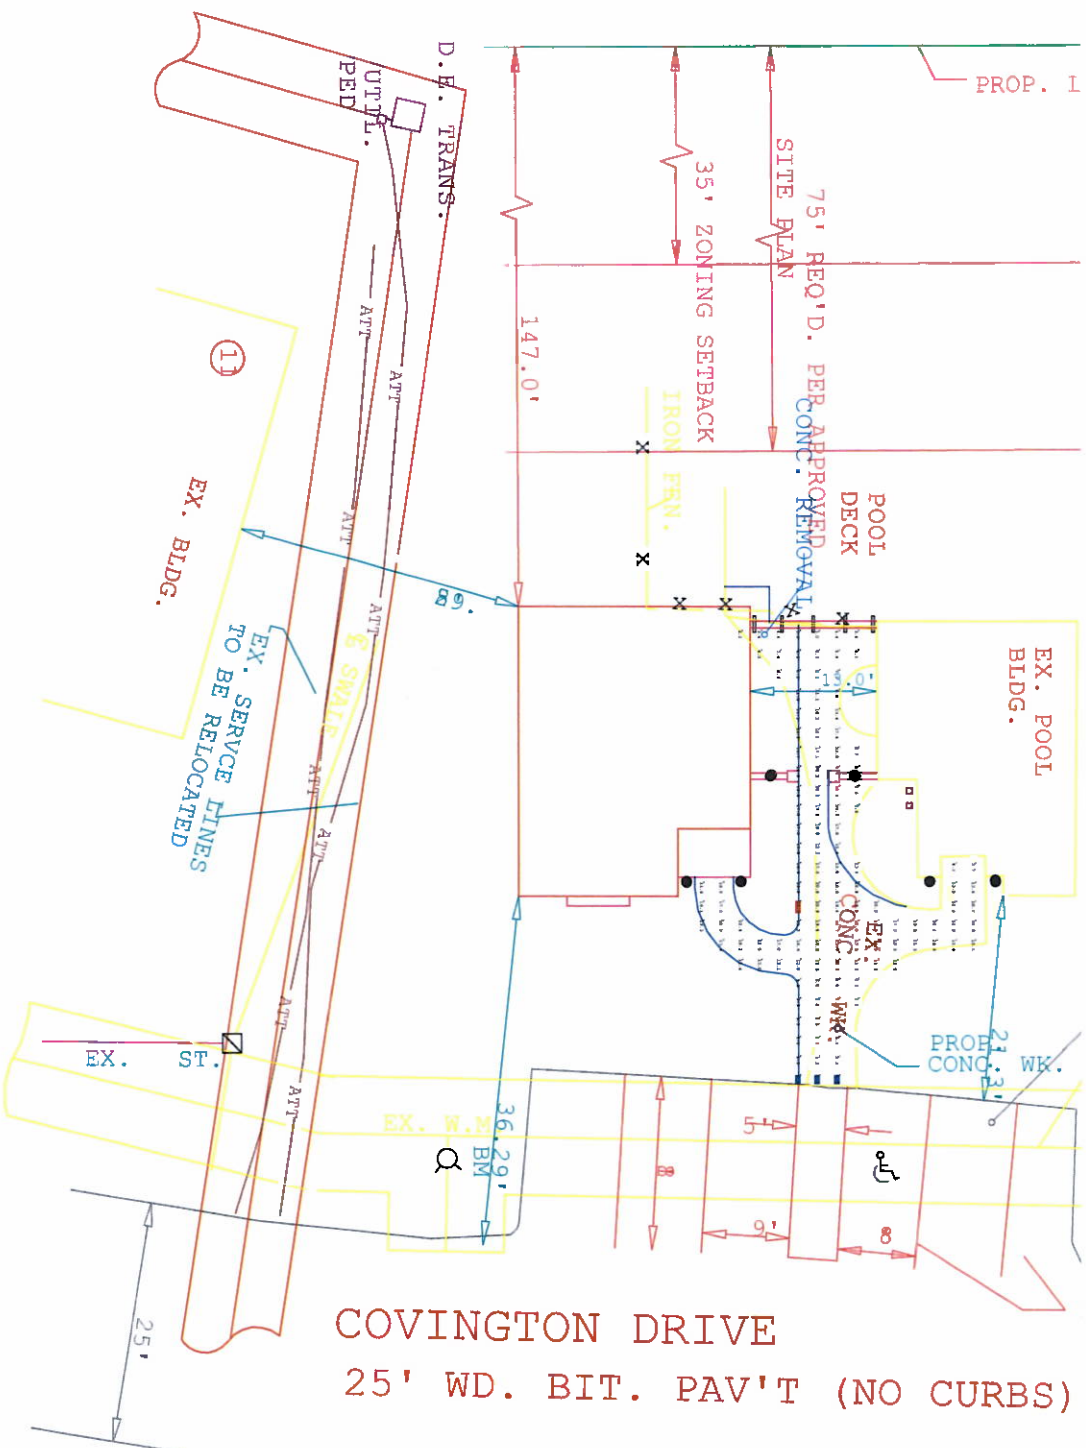 D.E. TRANS.
UTIL.
PED
PROP.
SITE PLAN
35' ZONING SETBACK
75' REQ'D. PER APPROVED
CONC. REMOVAL
147.0'
IRON FEN.
POOL
DECK
EX. POOL
BLDG.
11
EX. BLDG.
ATT
ATT
ATT
ATT
ATT
ATT
ATT
ATT
89.
13.0'
℄ SWALE
EX. SERVCE LINES
TO BE RELOCATED
EX.
CONC
WK.
PROP.
CONC. WK.
21.3'
EX. ST.
EX. W.M
36.29'
BM
5'
9'
8
25'
COVINGTON DRIVE
25' WD. BIT. PAV'T (NO CURBS)